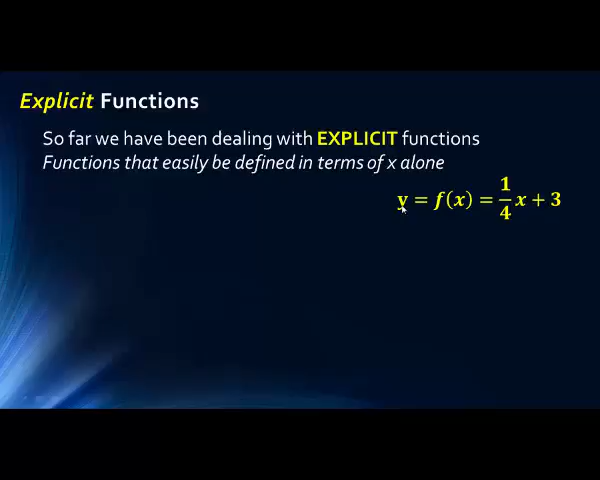 Explicit Functions
So far we have been dealing with EXPLICIT functions
Functions that easily be defined in terms of x alone
y = f(x) = 1/4 x + 3